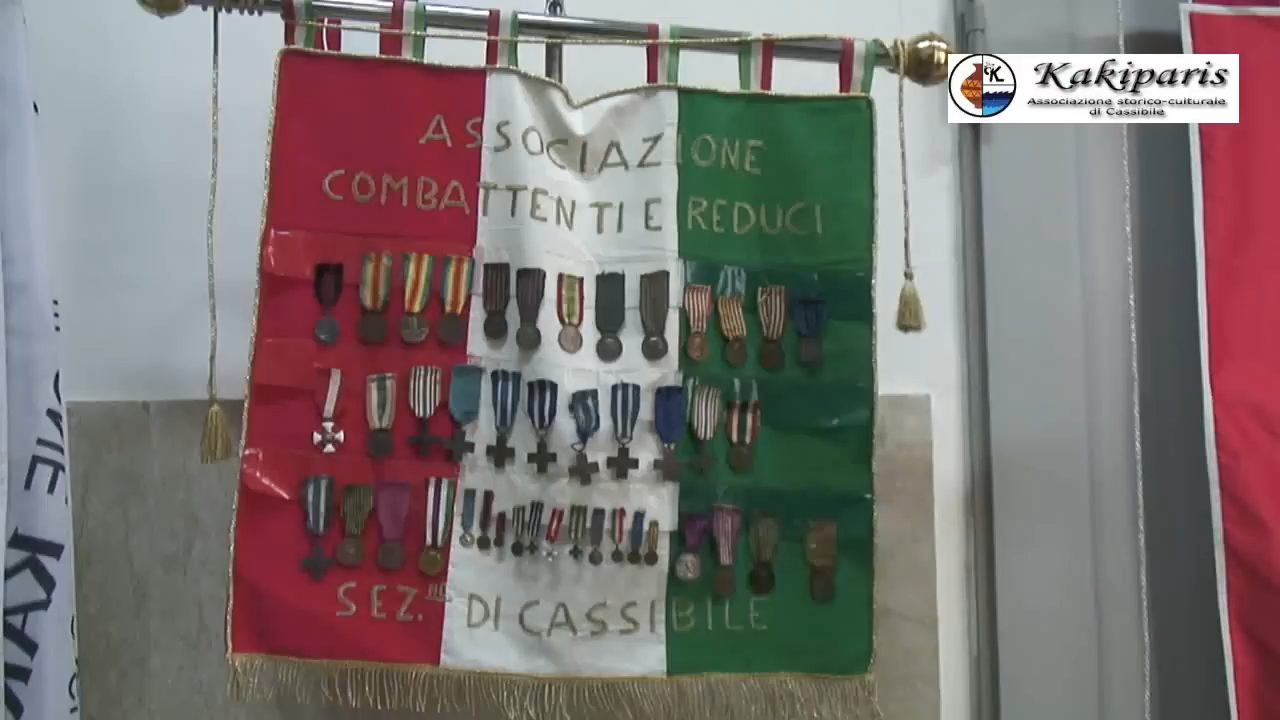 Kakiparis
Associazione storico-culturale
di Cassibile
ASSOCIAZIONE
COMBATTENTI E REDUCI
SEZ.NE DI CASSIBILE